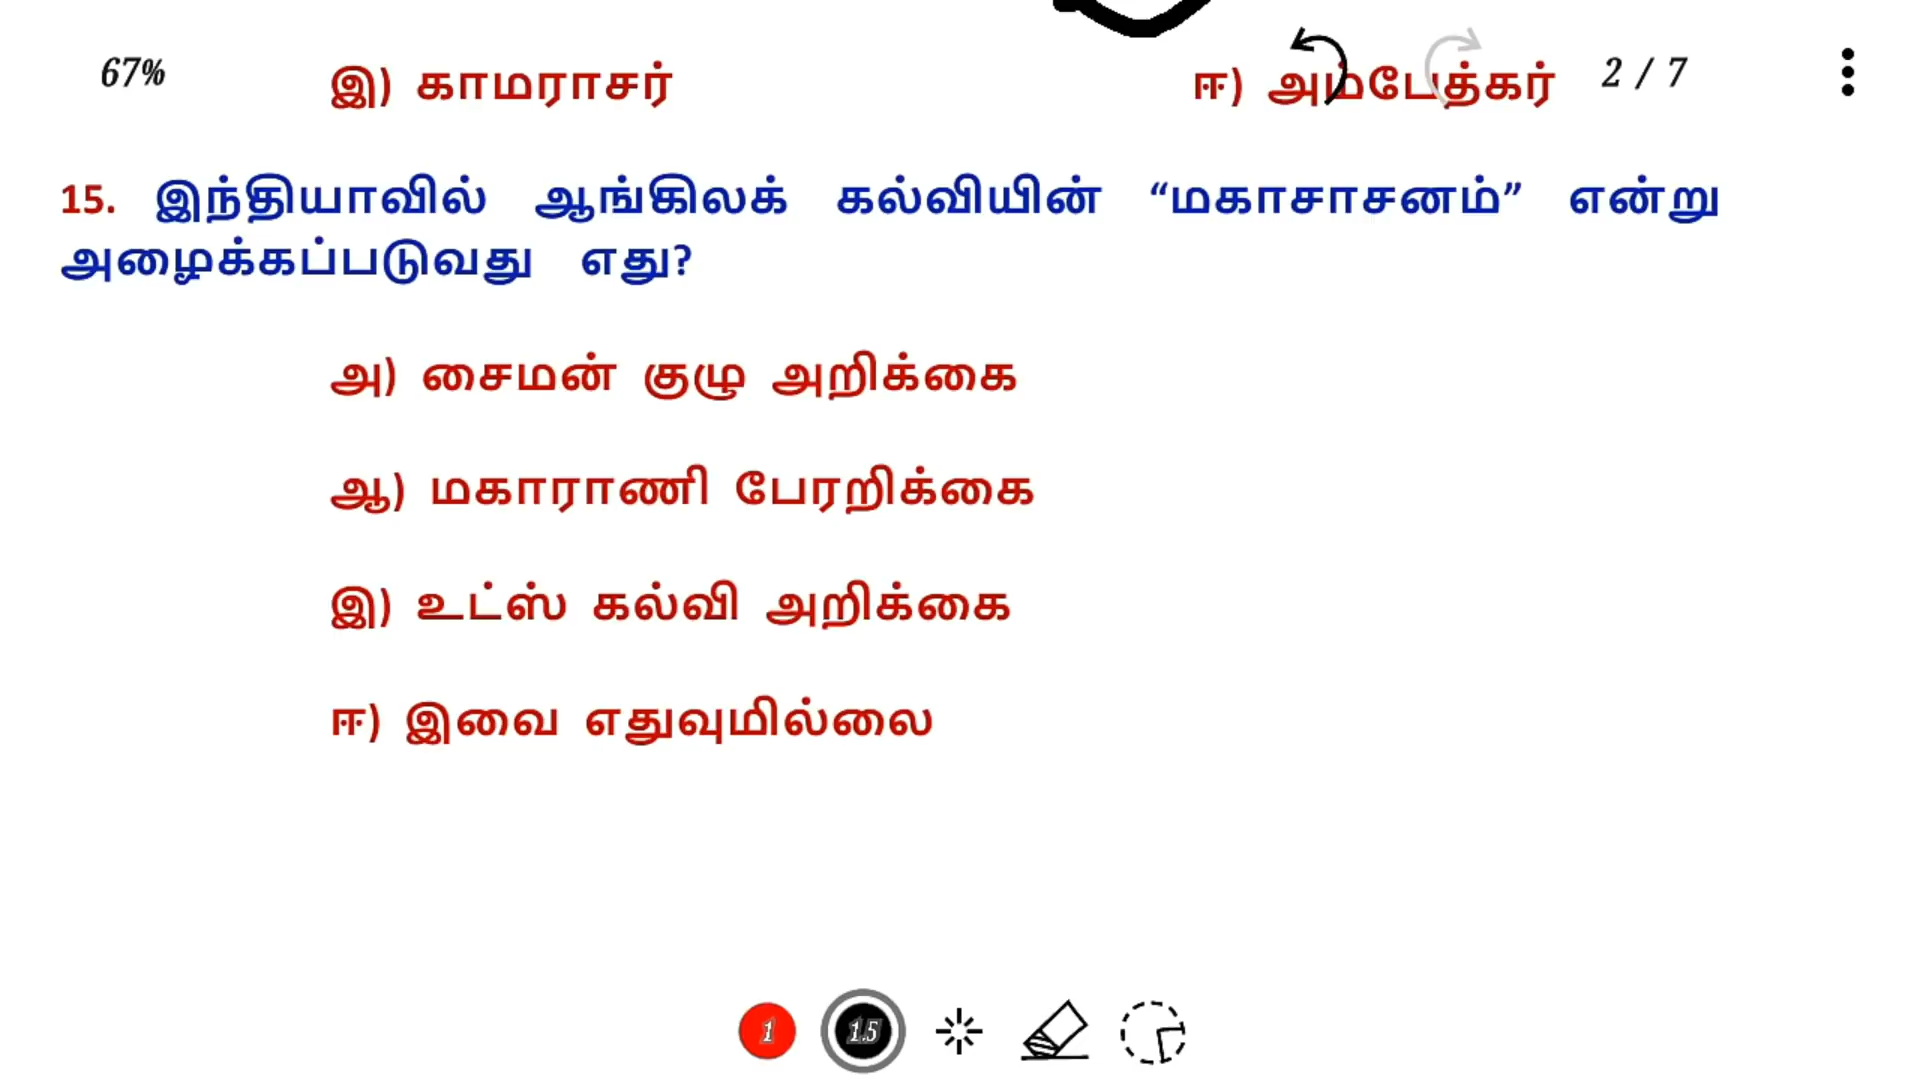 67% இ) காமராசர் ஈ) அம்பேத்கர் 2 / 7
15. இந்தியாவில் ஆங்கிலக் கல்வியின் “மகாசாசனம்” என்று
அழைக்கப்படுவது எது?
அ) சைமன் குழு அறிக்கை
ஆ) மகாராணி பேரறிக்கை
இ) உட்ஸ் கல்வி அறிக்கை
ஈ) இவை எதுவுமில்லை
1 1.5